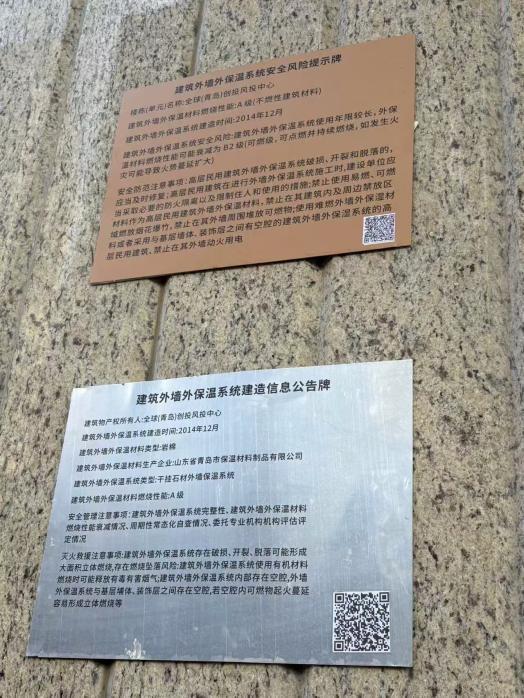 建筑外墙外保温系统安全风险提示牌
楼栋(单元)名称:全球(青岛)创投风投中心
建筑外墙外保温材料燃烧性能:A级(不燃性建筑材料)
建筑外墙外保温系统建造时间:2014年12月
建筑外墙外保温系统安全风险:建筑外墙外保温系统使用年限较长,外保
温材料燃烧性能可能衰减为B2级(可燃级,可点燃并持续燃烧,如发生火
灾可能导致火势蔓延扩大)
安全防范注意事项:高层民用建筑外墙外保温系统破损、开裂和脱落的,
应当及时修复;高层民用建筑在进行外墙外保温系统施工时,建设单位应
当采取必要的防火隔离以及限制住人和使用的措施;禁止使用易燃、可燃
材料作为高层民用建筑外墙外保温材料,禁止在其建筑内及周边禁放区
域燃放烟花爆竹,禁止在其外墙周围堆放可燃物;使用难燃外墙外保温材
料或者采用与基层墙体、装饰层之间有空腔的建筑外墙外保温系统的高
层民用建筑、禁止在其外墙动火用电
建筑外墙外保温系统建造信息公告牌
建筑物产权所有人:全球(青岛)创投风投中心
建筑外墙外保温系统建造时间:2014年12月
建筑外墙外保温材料类型:岩棉
建筑外墙外保温材料生产企业:山东省青岛市保温材料制品有限公司
建筑外墙外保温系统类型:干挂石材外墙保温系统
建筑外墙外保温材料燃烧性能:A级
安全管理注意事项:建筑外墙外保温系统完整性、建筑外墙外保温材料
燃烧性能衰减情况、周期性常态化自查情况、委托专业机构机构评估评
定情况
灭火救援注意事项:建筑外墙外保温系统存在破损、开裂、脱落可能形成
大面积立体燃烧,存在燃烧坠落风险;建筑外墙外保温系统使用有机材料
燃烧时可能释放有毒有害烟气;建筑外墙外保温系统内部存在空腔,外墙
外保温系统与基层墙体、装饰层之间存在空腔,若空腔内可燃物起火蔓延
容易形成立体燃烧等